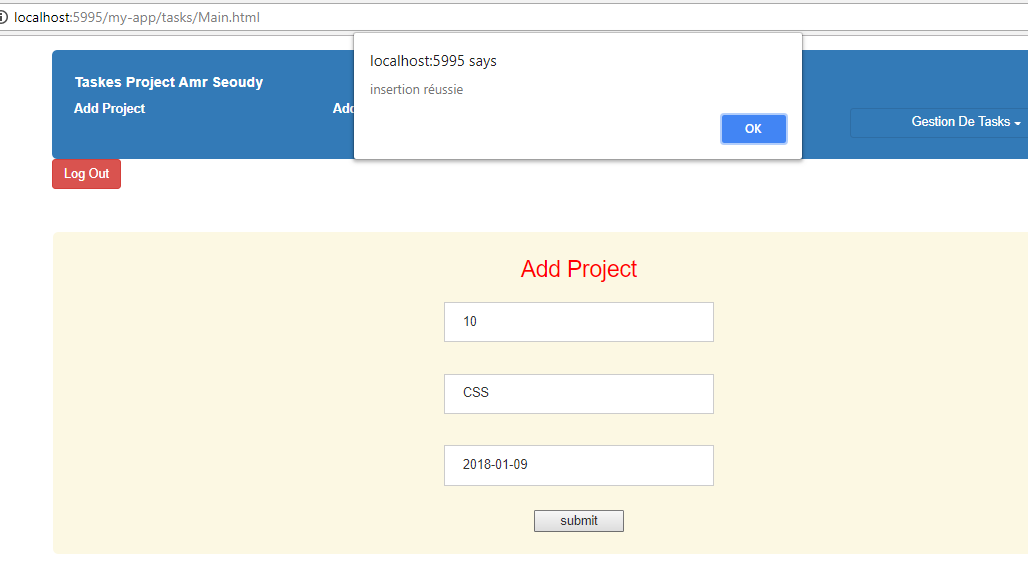 localhost:5995/my-app/tasks/Main.html
localhost:5995 says
insertion réussie
OK
Taskes Project Amr Seoudy
Add Project
Gestion De Tasks
Log Out
Add Project
10
CSS
2018-01-09
submit